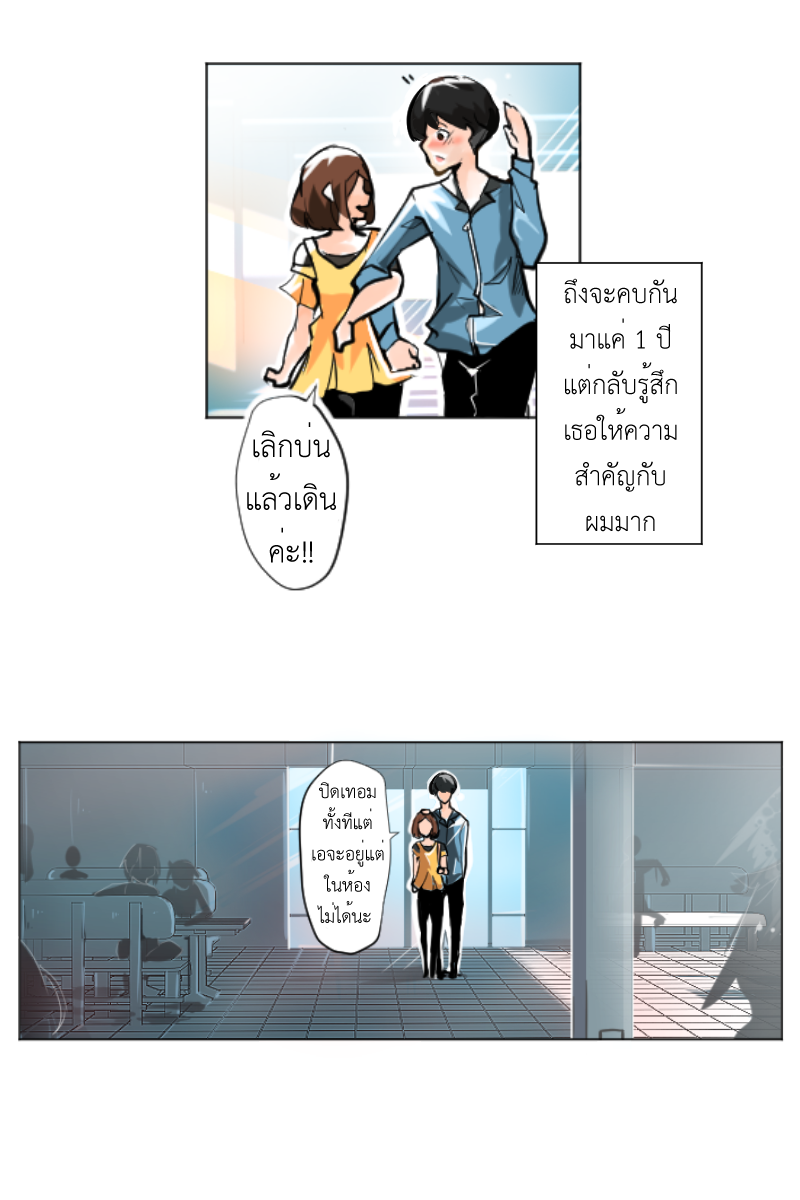 ถึงจะคบกัน
มาแค่ 1 ปี
แต่กลับรู้สึก
เธอให้ความ
สำคัญกับ
ผมมาก
เลิกบ่น
แล้วเดิน
ค่ะ!!
ปิดเทอม
ทั้งทีแต่
เอจะอยู่แต่
ในห้อง
ไม่ได้นะ